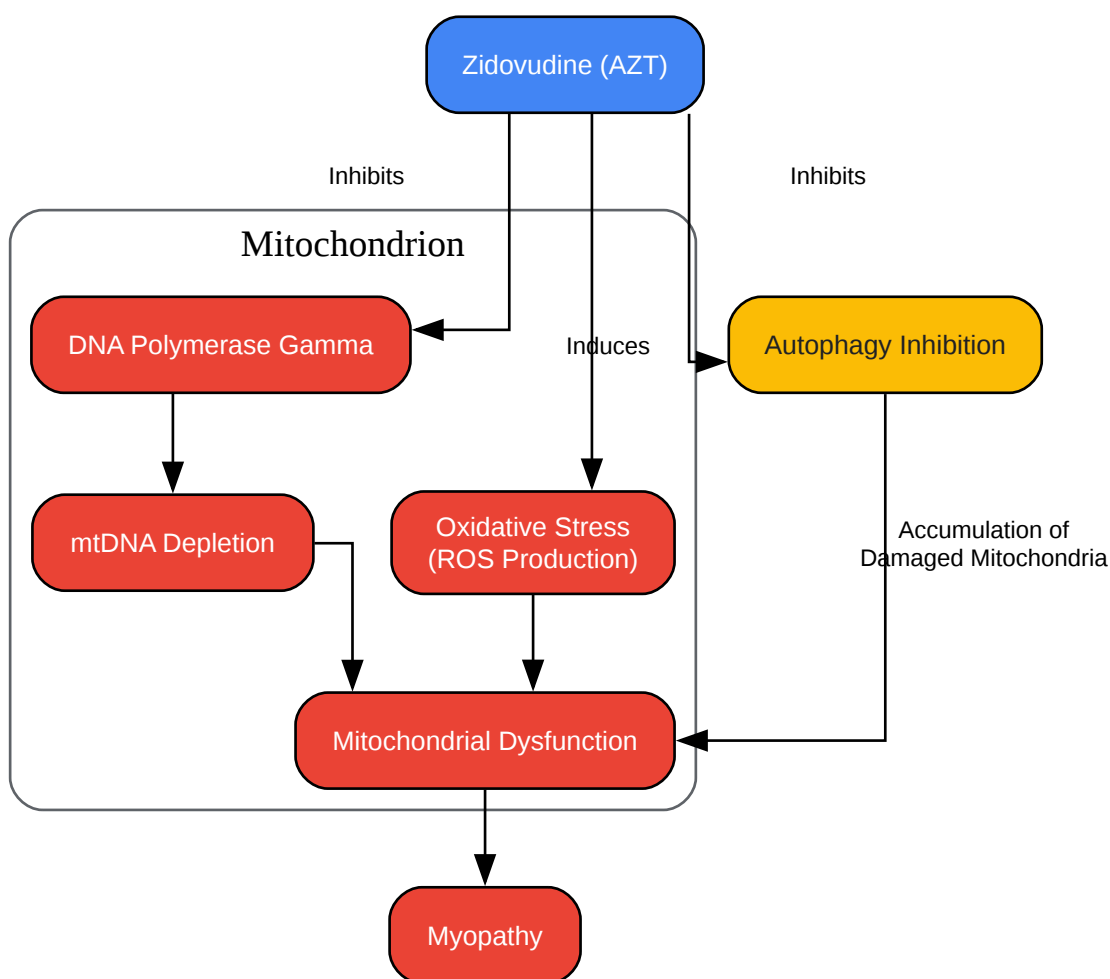 Zidovudine (AZT)
Inhibits
Inhibits
Mitochondrion
DNA Polymerase Gamma
Induces
Autophagy Inhibition
mtDNA Depletion
Oxidative Stress
(ROS Production)
Accumulation of
Damaged Mitochondria
Mitochondrial Dysfunction
Myopathy